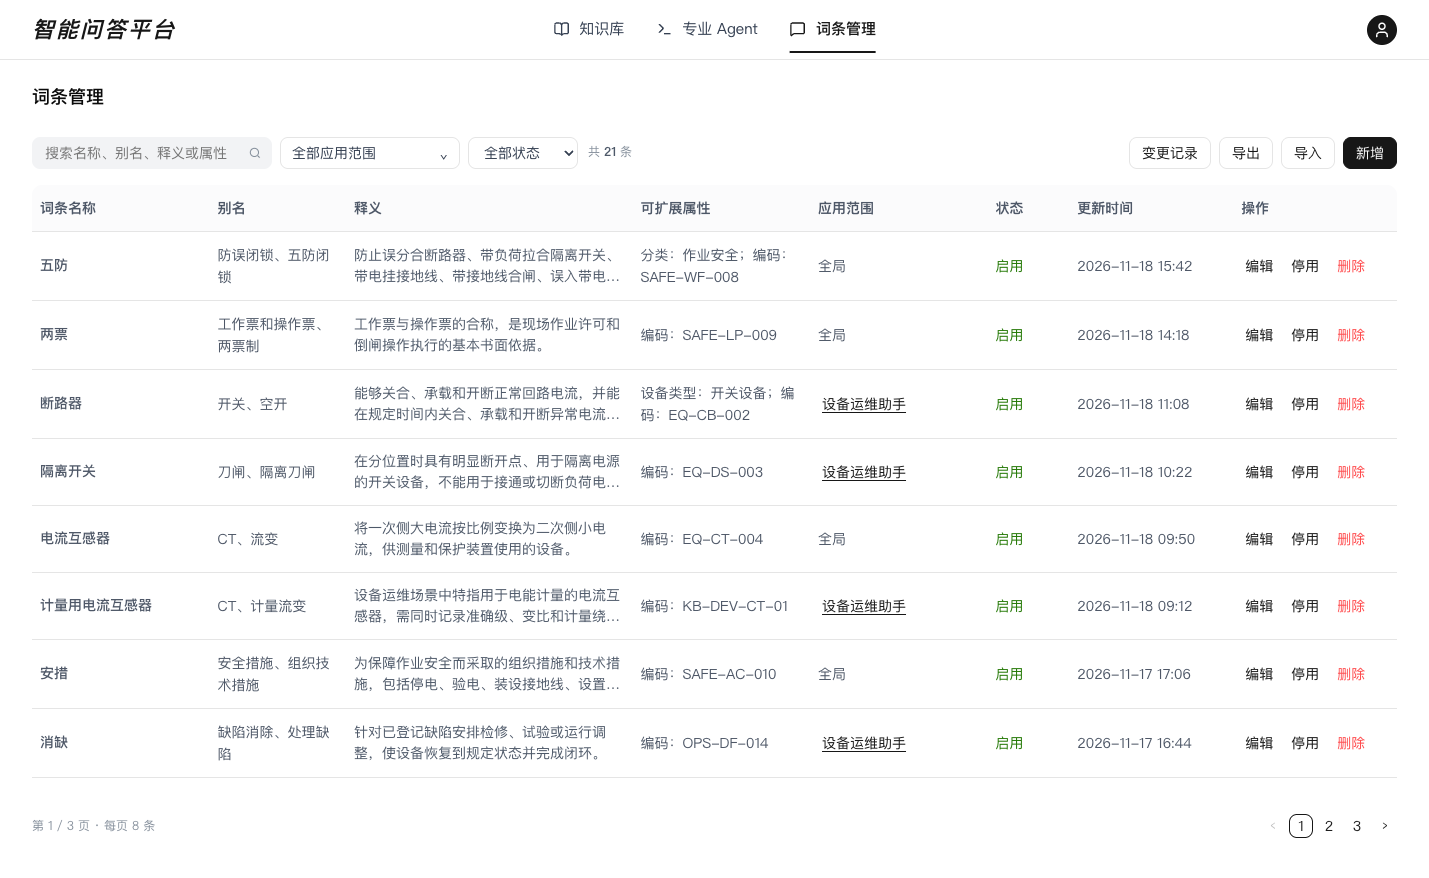 智能问答平台
知识库 专业 Agent 词条管理
词条管理
搜索名称、别名、释义或属性 全部应用范围 全部状态 共 21 条 变更记录 导出 导入 新增
词条名称 别名 释义 可扩展属性 应用范围 状态 更新时间 操作
五防 防误闭锁、五防闭锁 防止误分合断路器、带负荷拉合隔离开关、带电挂接地线、带接地线合闸、误入带电… 分类：作业安全；编码：SAFE-WF-008 全局 启用 2026-11-18 15:42 编辑 停用 删除
两票 工作票和操作票、两票制 工作票与操作票的合称，是现场作业许可和倒闸操作执行的基本书面依据。 编码：SAFE-LP-009 全局 启用 2026-11-18 14:18 编辑 停用 删除
断路器 开关、空开 能够关合、承载和开断正常回路电流，并能在规定时间内关合、承载和开断异常电流… 设备类型：开关设备；编码：EQ-CB-002 设备运维助手 启用 2026-11-18 11:08 编辑 停用 删除
隔离开关 刀闸、隔离刀闸 在分位置时具有明显断开点、用于隔离电源的开关设备，不能用于接通或切断负荷电… 编码：EQ-DS-003 设备运维助手 启用 2026-11-18 10:22 编辑 停用 删除
电流互感器 CT、流变 将一次侧大电流按比例变换为二次侧小电流，供测量和保护装置使用的设备。 编码：EQ-CT-004 全局 启用 2026-11-18 09:50 编辑 停用 删除
计量用电流互感器 CT、计量流变 设备运维场景中特指用于电能计量的电流互感器，需同时记录准确级、变比和计量绕… 编码：KB-DEV-CT-01 设备运维助手 启用 2026-11-18 09:12 编辑 停用 删除
安措 安全措施、组织技术措施 为保障作业安全而采取的组织措施和技术措施，包括停电、验电、装设接地线、设置… 编码：SAFE-AC-010 全局 启用 2026-11-17 17:06 编辑 停用 删除
消缺 缺陷消除、处理缺陷 针对已登记缺陷安排检修、试验或运行调整，使设备恢复到规定状态并完成闭环。 编码：OPS-DF-014 设备运维助手 启用 2026-11-17 16:44 编辑 停用 删除
第 1 / 3 页 · 每页 8 条 < 1 2 3 >